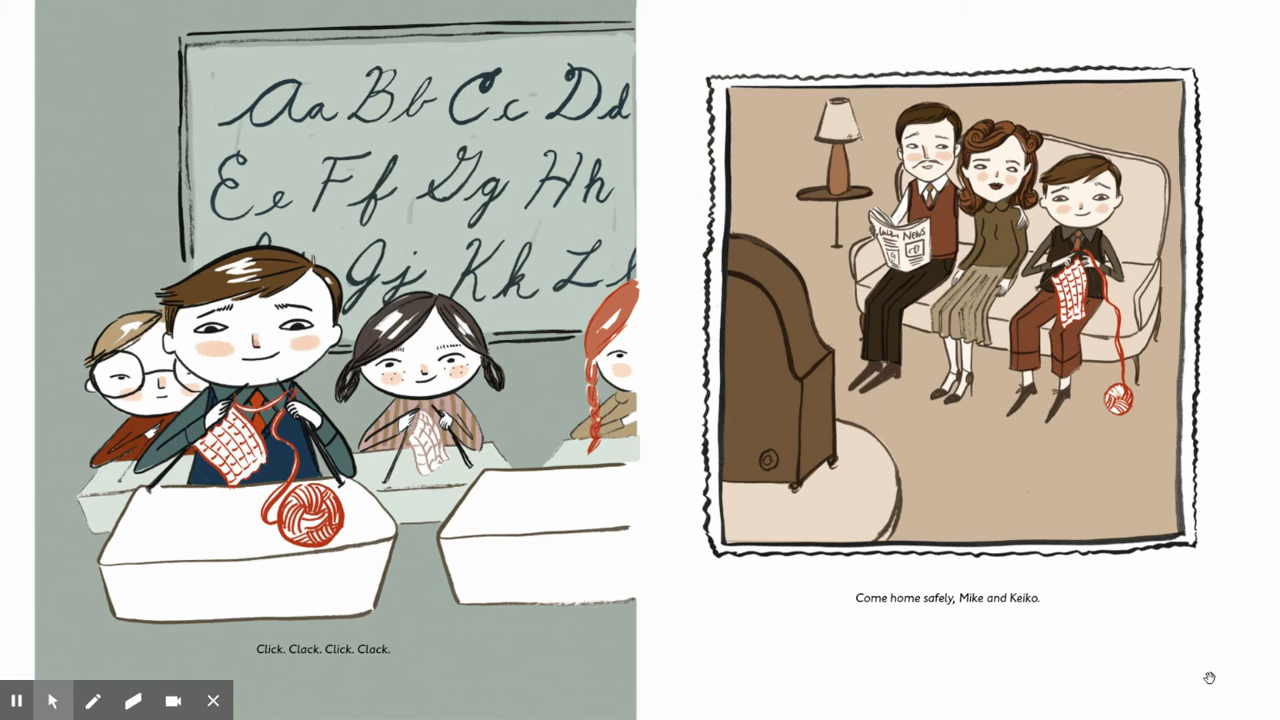 Aa Bb Cc Dd
Ee Ff Gg Hh
Jj Kk L
Click. Clack. Click. Clack.
NEWS
Come home safely, Mike and Keiko.